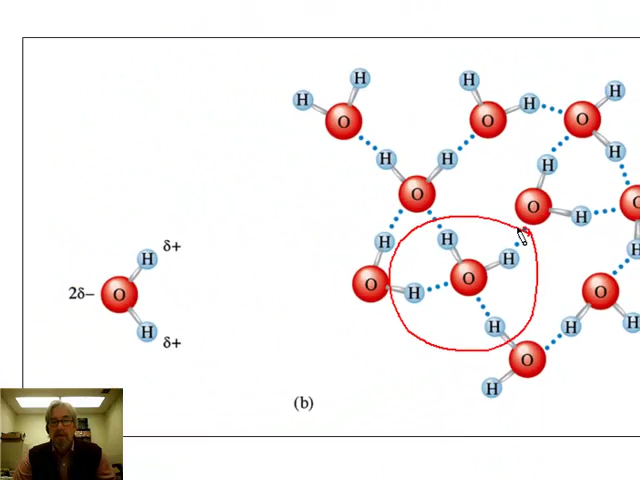 H H O H H O H O H
H H O H H
O H O H H
H H O H O
H H O
O H H
O H H
H O H
H O
δ+
H
2δ– O
H
δ+
(b)